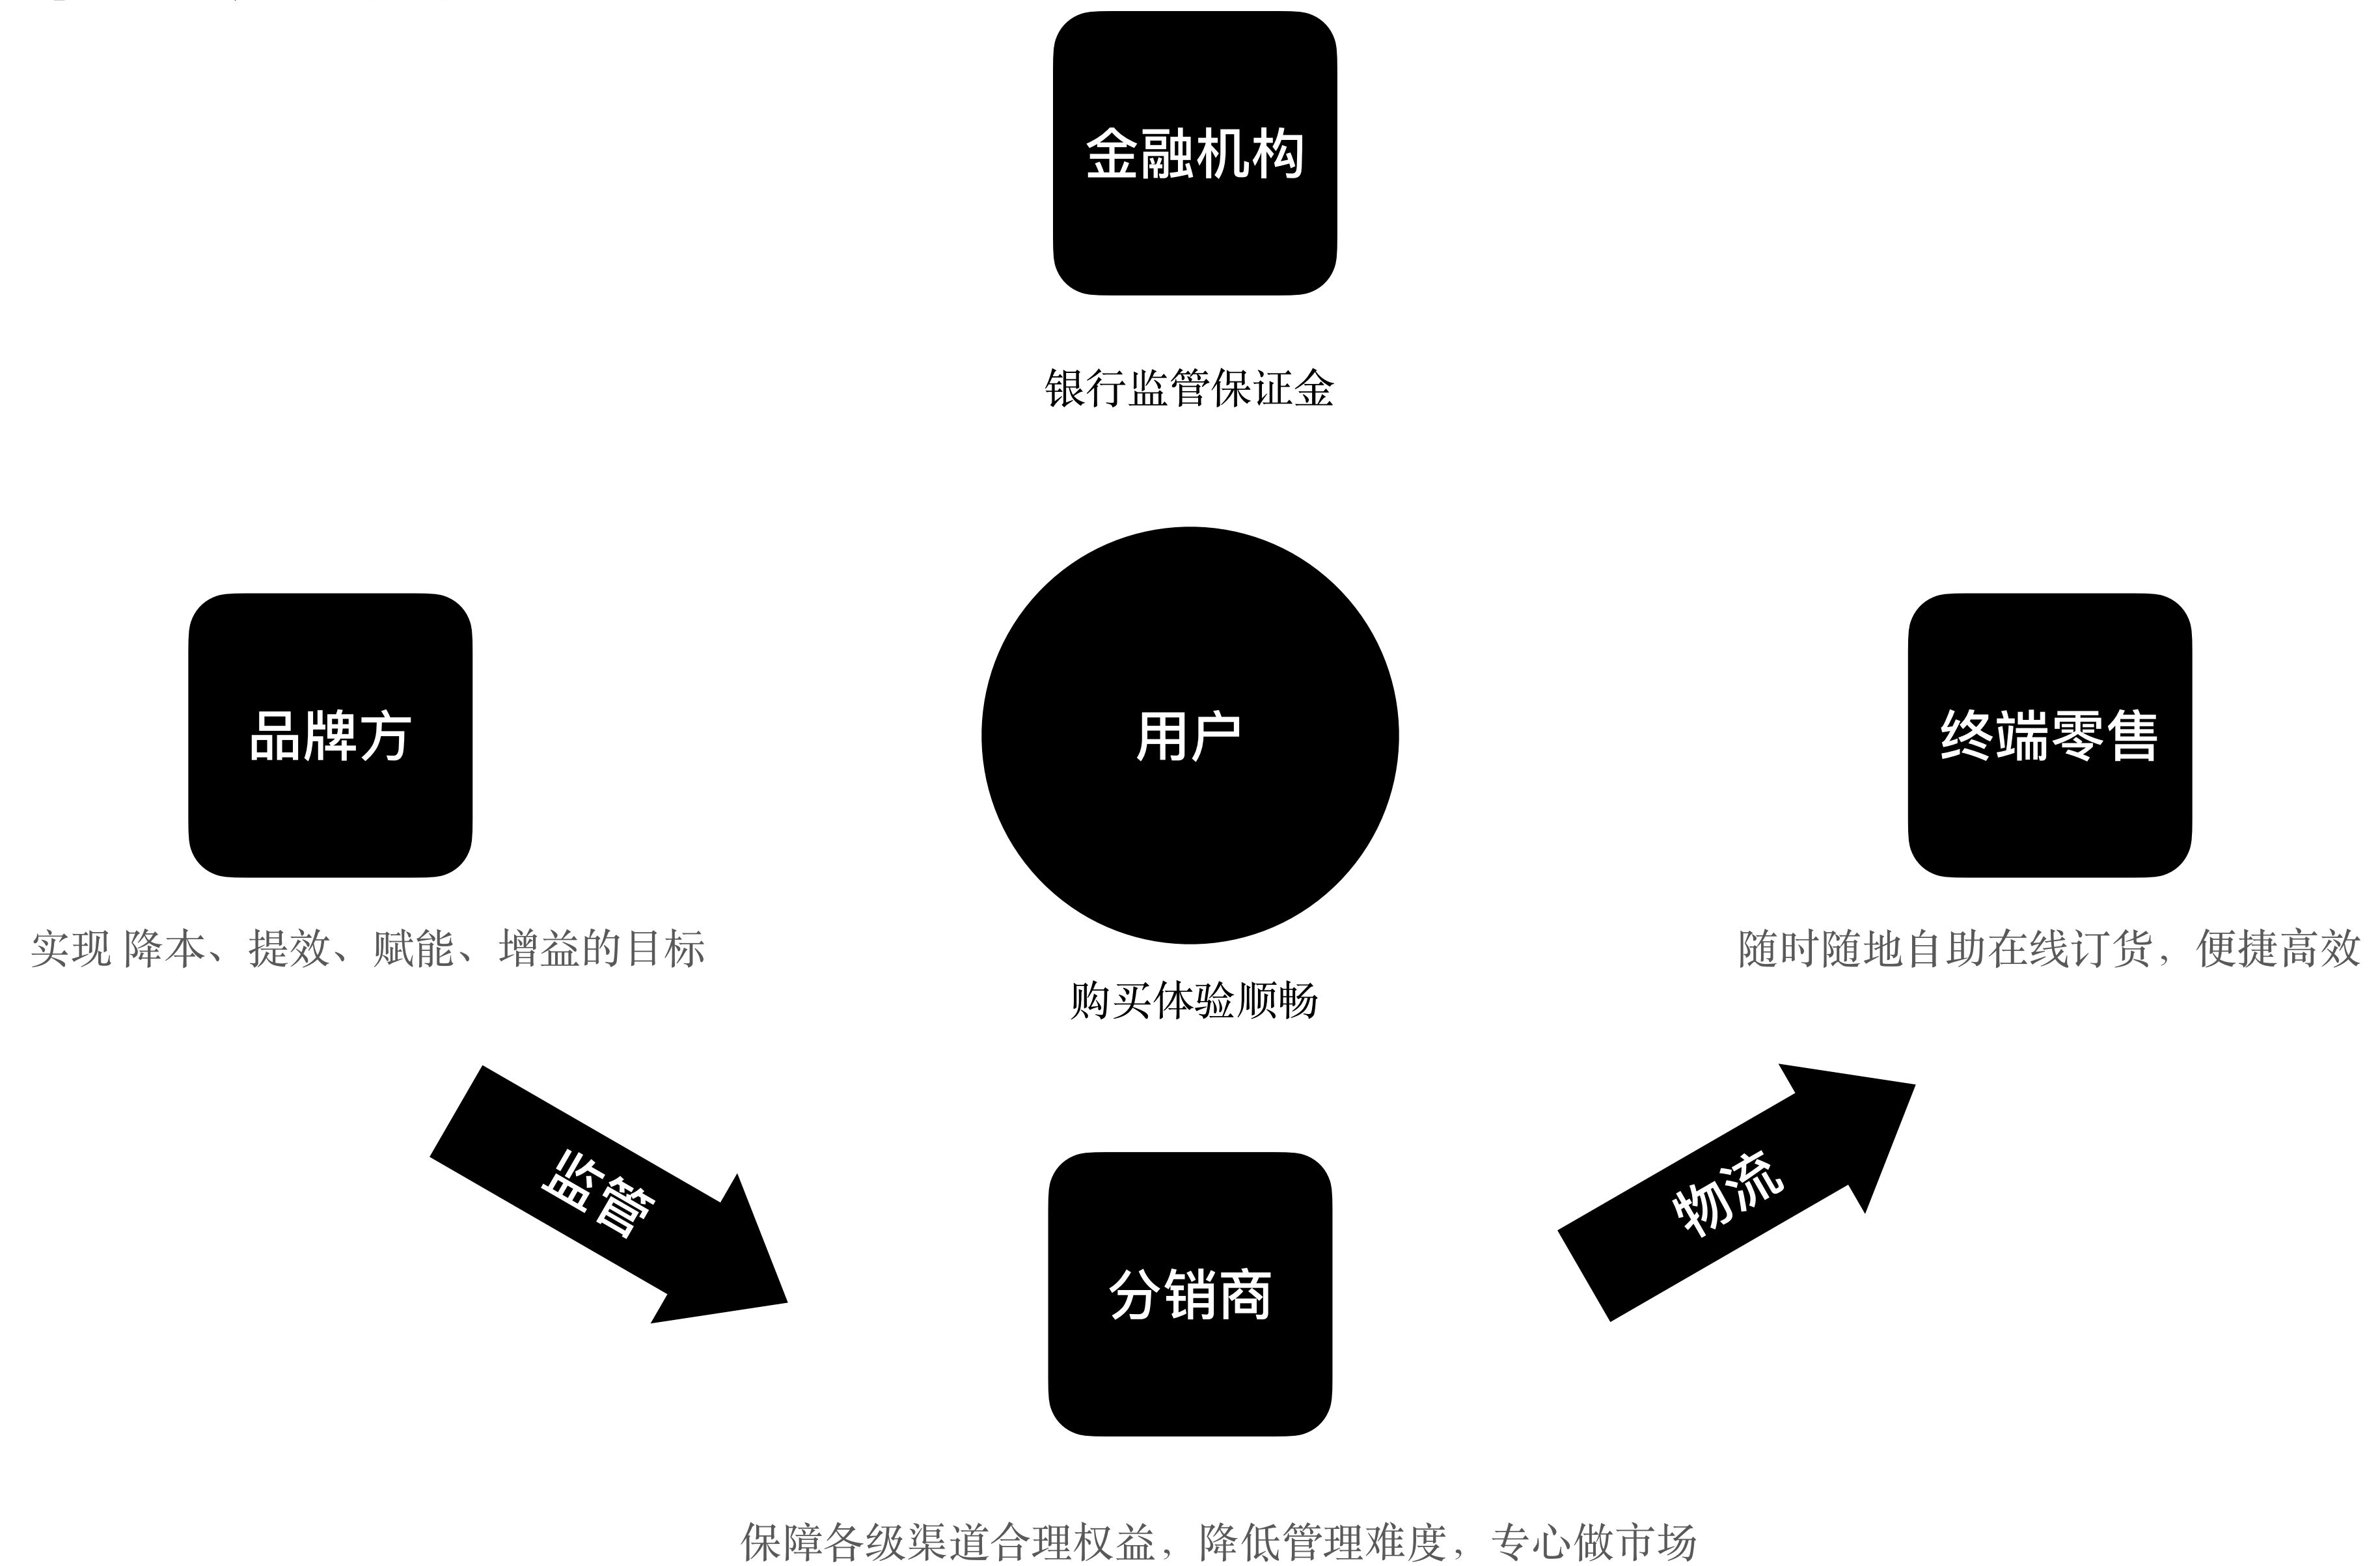 金融机构
银行监管保证金
品牌方
用户
终端零售
实现降本、提效、赋能、增益的目标
随时随地自助在线订货，便捷高效
购买体验顺畅
监管
物流
分销商
保障各级渠道合理权益，降低管理难度，专心做市场